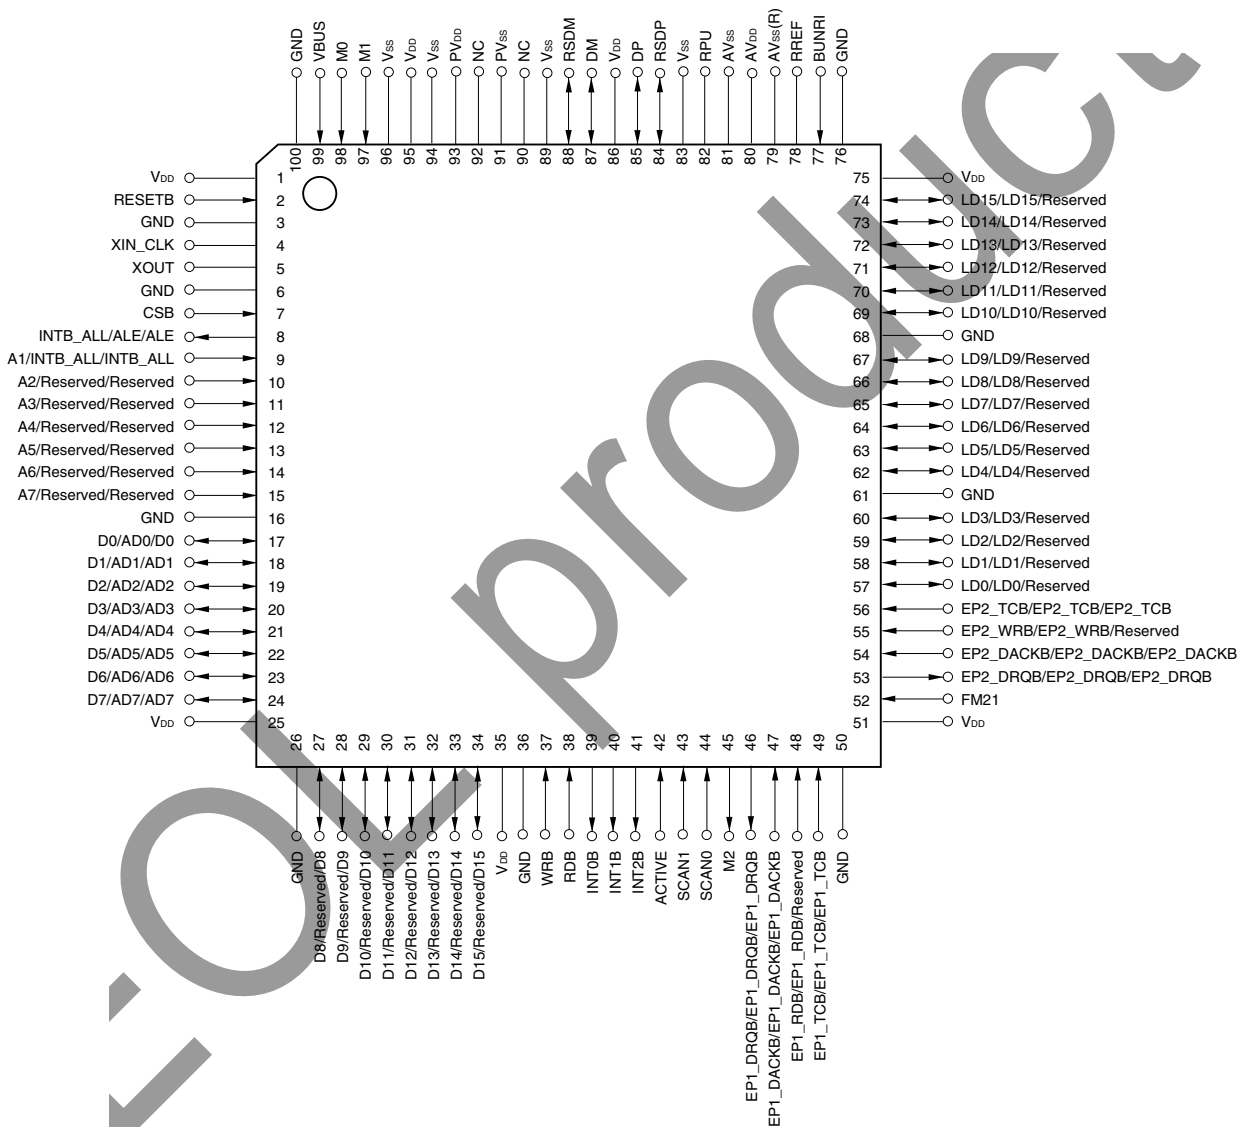 GND
VBUS
M0
M1
VSS
VDD
VSS
PVDD
NC
PVSS
NC
VSS
RSDM
DM
VDD
DP
RSDP
VSS
RPU
AVSS
AVDD
AVSS(R)
RREF
BUNRI
GND
100
99
98
97
96
95
94
93
92
91
90
89
88
87
86
85
84
83
82
81
80
79
78
77
76
VDD 1
RESETB 2
GND 3
XIN_CLK 4
XOUT 5
GND 6
CSB 7
INTB_ALL/ALE/ALE 8
A1/INTB_ALL/INTB_ALL 9
A2/Reserved/Reserved 10
A3/Reserved/Reserved 11
A4/Reserved/Reserved 12
A5/Reserved/Reserved 13
A6/Reserved/Reserved 14
A7/Reserved/Reserved 15
GND 16
D0/AD0/D0 17
D1/AD1/AD1 18
D2/AD2/AD2 19
D3/AD3/AD3 20
D4/AD4/AD4 21
D5/AD5/AD5 22
D6/AD6/AD6 23
D7/AD7/AD7 24
VDD 25
75 VDD
74 LD15/LD15/Reserved
73 LD14/LD14/Reserved
72 LD13/LD13/Reserved
71 LD12/LD12/Reserved
70 LD11/LD11/Reserved
69 LD10/LD10/Reserved
68 GND
67 LD9/LD9/Reserved
66 LD8/LD8/Reserved
65 LD7/LD7/Reserved
64 LD6/LD6/Reserved
63 LD5/LD5/Reserved
62 LD4/LD4/Reserved
61 GND
60 LD3/LD3/Reserved
59 LD2/LD2/Reserved
58 LD1/LD1/Reserved
57 LD0/LD0/Reserved
56 EP2_TCB/EP2_TCB/EP2_TCB
55 EP2_WRB/EP2_WRB/Reserved
54 EP2_DACKB/EP2_DACKB/EP2_DACKB
53 EP2_DRQB/EP2_DRQB/EP2_DRQB
52 FM21
51 VDD
26
27
28
29
30
31
32
33
34
35
36
37
38
39
40
41
42
43
44
45
46
47
48
49
50
GND
D8/Reserved/D8
D9/Reserved/D9
D10/Reserved/D10
D11/Reserved/D11
D12/Reserved/D12
D13/Reserved/D13
D14/Reserved/D14
D15/Reserved/D15
VDD
GND
WRB
RDB
INT0B
INT1B
INT2B
ACTIVE
SCAN1
SCAN0
M2
EP1_DRQB/EP1_DRQB/EP1_DRQB
EP1_DACKB/EP1_DACKB/EP1_DACKB
EP1_RDB/EP1_RDB/Reserved
EP1_TCB/EP1_TCB/EP1_TCB
GND
OL product